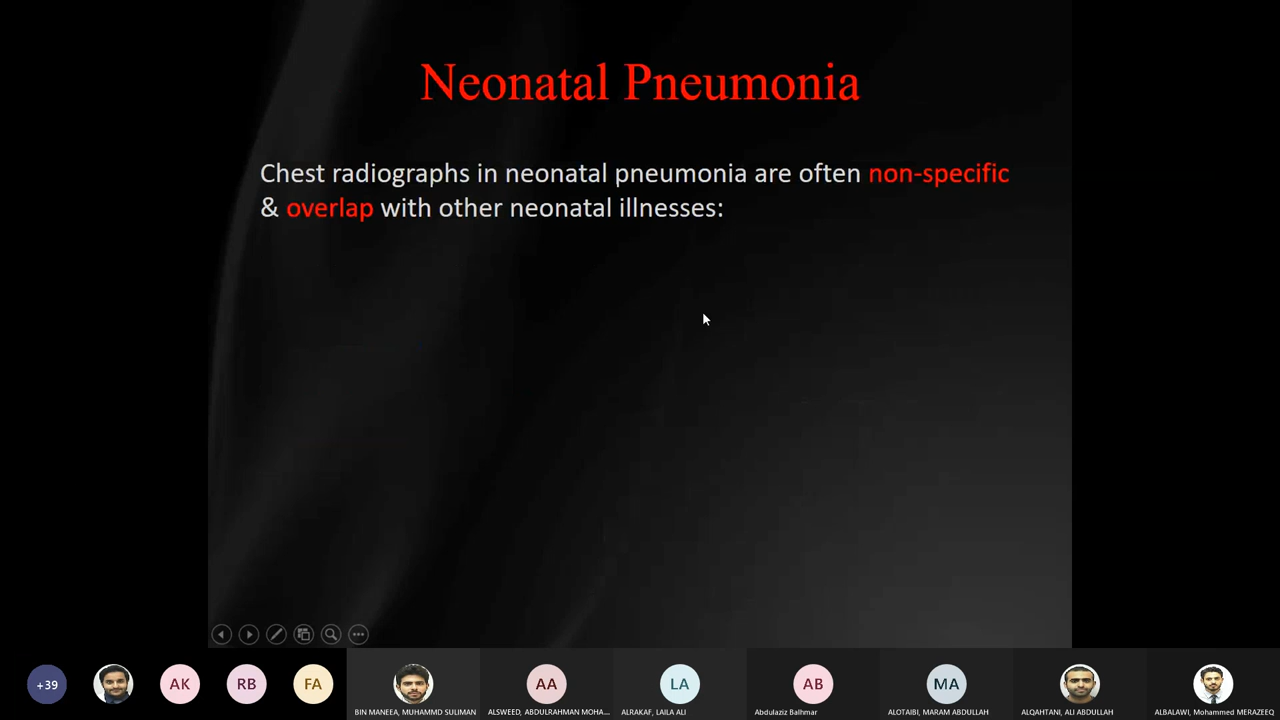 Neonatal Pneumonia
Chest radiographs in neonatal pneumonia are often non-specific
& overlap with other neonatal illnesses:
+39
AK
RB
FA
AA
LA
AB
MA
BIN MANEEA, MUHAMMD SULIMAN
ALSWEED, ABDULRAHMAN MOHA...
ALRAKAF, LAILA ALI
Abdulaziz Balhmar
ALOTAIBI, MARAM ABDULLAH
ALQAHTANI, ALI ABDULLAH
ALBALAWI, Mohammed MERAZEEQ